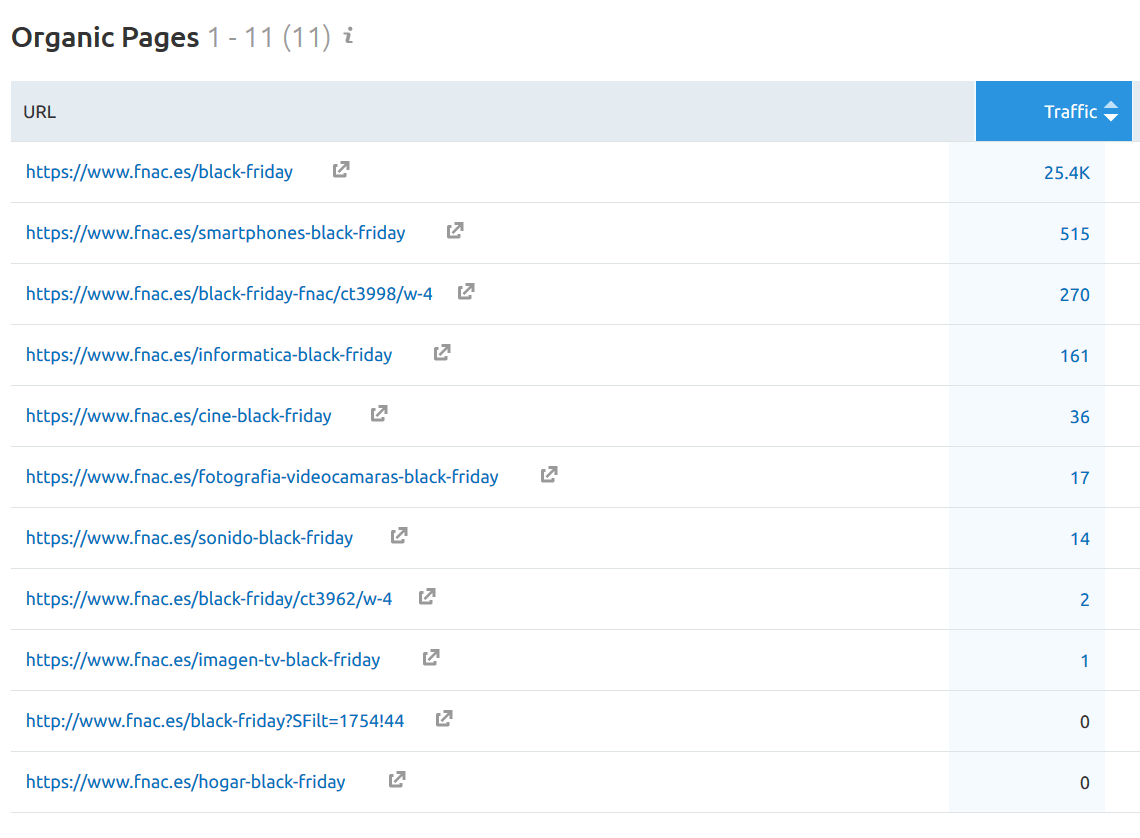 Organic Pages 1 - 11 (11) i
URL Traffic
https://www.fnac.es/black-friday 25.4K
https://www.fnac.es/smartphones-black-friday 515
https://www.fnac.es/black-friday-fnac/ct3998/w-4 270
https://www.fnac.es/informatica-black-friday 161
https://www.fnac.es/cine-black-friday 36
https://www.fnac.es/fotografia-videocamaras-black-friday 17
https://www.fnac.es/sonido-black-friday 14
https://www.fnac.es/black-friday/ct3962/w-4 2
https://www.fnac.es/imagen-tv-black-friday 1
http://www.fnac.es/black-friday?SFilt=1754!44 0
https://www.fnac.es/hogar-black-friday 0